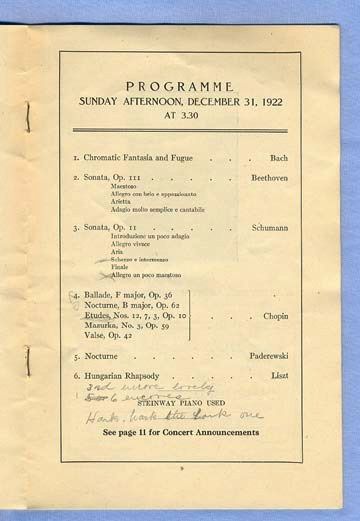 PROGRAMME
SUNDAY AFTERNOON, DECEMBER 31, 1922
AT 3.30
1. Chromatic Fantasia and Fugue . . . Bach
2. Sonata, Op. 111 . . . . . Beethoven
Maestoso
Allegro con brio e appassionato
Arietta
Adagio molto semplice e cantabile
3. Sonata, Op. 11 . . . . . Schumann
Introduzione un poco adagio
Allegro vivace
Aria
Scherzo e intermezzo
Finale
Allegro un poco maestoso
4. Ballade, F major, Op. 36
Nocturne, B major, Op. 62
Etudes, Nos. 12, 7, 3, Op. 10 . . Chopin
Mazurka, No. 3, Op. 59
Valse, Op. 42
5. Nocturne . . . . . Paderewski
6. Hungarian Rhapsody . . . . Liszt
3rd encore lovely
6 encores
STEINWAY PIANO USED
Hark, hark the lark one
See page 11 for Concert Announcements
9